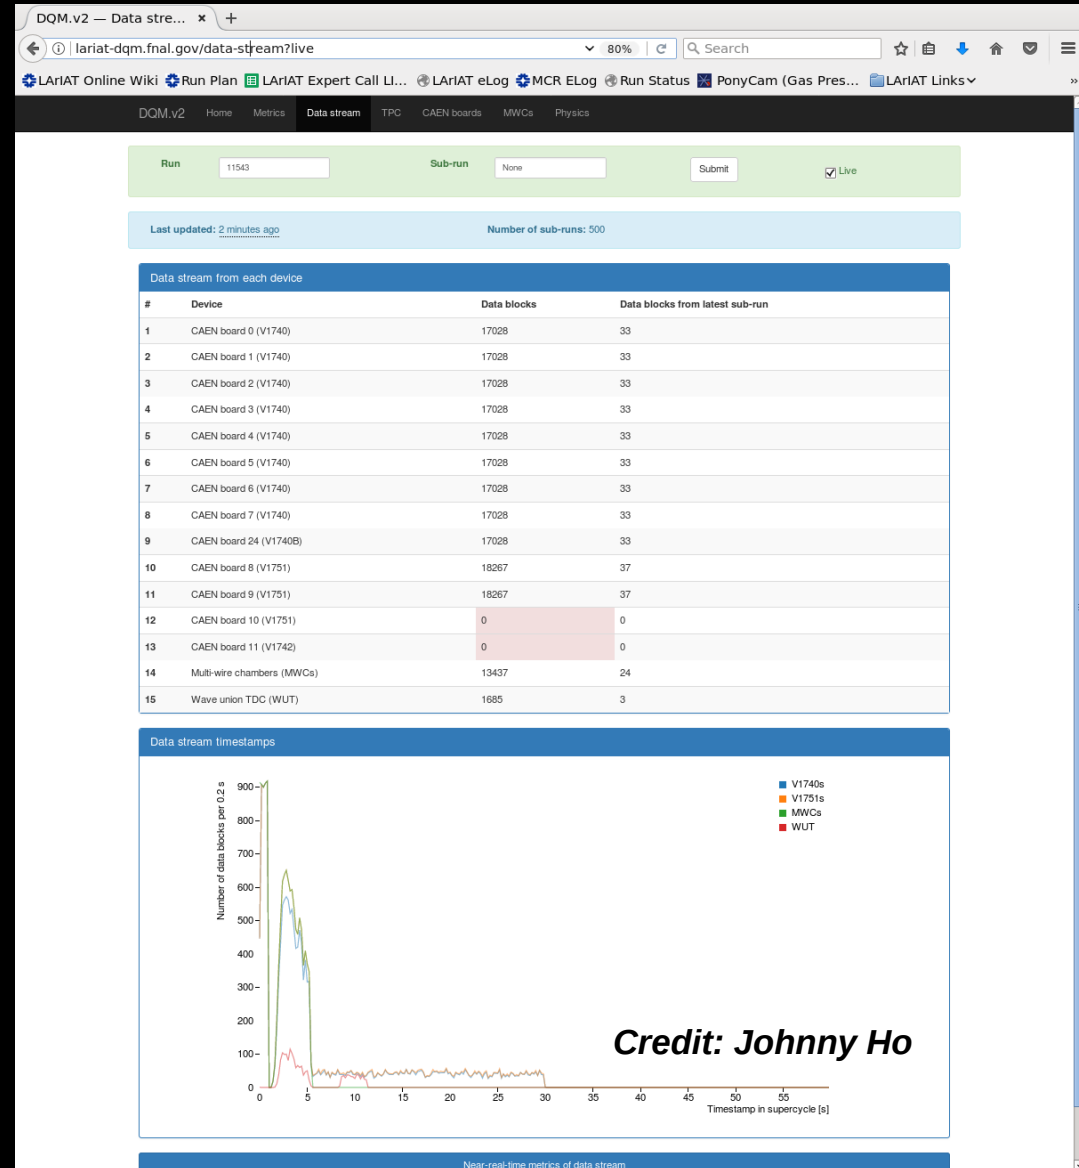 DQM.v2 — Data stre... × +
lariat-dqm.fnal.gov/data-stream?live 80% Search
LArIAT Online Wiki Run Plan LArIAT Expert Call LI... LArIAT eLog MCR ELog Run Status PonyCam (Gas Pres... LArIAT Links »
DQM.v2 Home Metrics Data stream TPC CAEN boards MWCs Physics
Run 11543 Sub-run None Submit Live
Last updated: 2 minutes ago Number of sub-runs: 500
Data stream from each device
# Device Data blocks Data blocks from latest sub-run
1 CAEN board 0 (V1740) 17028 33
2 CAEN board 1 (V1740) 17028 33
3 CAEN board 2 (V1740) 17028 33
4 CAEN board 3 (V1740) 17028 33
5 CAEN board 4 (V1740) 17028 33
6 CAEN board 5 (V1740) 17028 33
7 CAEN board 6 (V1740) 17028 33
8 CAEN board 7 (V1740) 17028 33
9 CAEN board 24 (V1740B) 17028 33
10 CAEN board 8 (V1751) 18267 37
11 CAEN board 9 (V1751) 18267 37
12 CAEN board 10 (V1751) 0 0
13 CAEN board 11 (V1742) 0 0
14 Multi-wire chambers (MWCs) 13437 24
15 Wave union TDC (WUT) 1685 3
Data stream timestamps
Number of data blocks per 0.2 s
900
800
700
600
500
400
300
200
100
0
V1740s
V1751s
MWCs
WUT
Credit: Johnny Ho
0 5 10 15 20 25 30 35 40 45 50 55
Timestamp in supercycle [s]
Near-real-time metrics of data stream